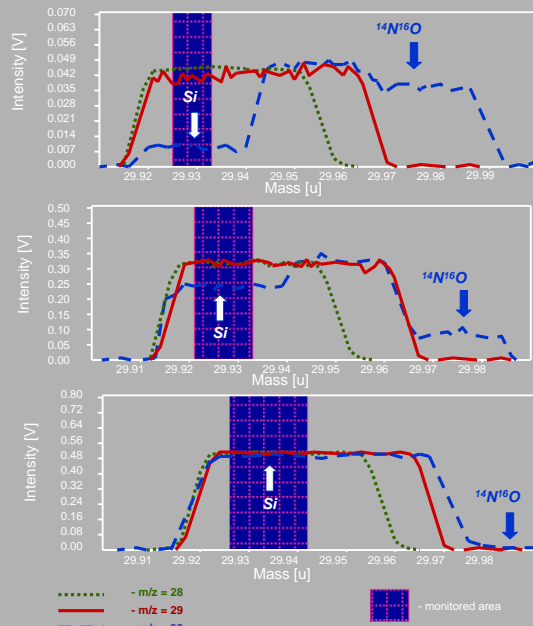 0.070
0.063
0.056
0.049
0.042
0.035
0.028
0.021
0.014
0.007
0.000
Intensity [V]
¹⁴N¹⁶O
Si
29.92 29.93 29.94 29.95 29.96 29.97 29.98 29.99
Mass [u]
0.50
0.45
0.40
0.35
0.30
0.25
0.20
0.15
0.10
0.05
0.00
Intensity [V]
¹⁴N¹⁶O
Si
29.91 29.92 29.93 29.94 29.95 29.96 29.97 29.98
Mass [u]
0.80
0.72
0.64
0.56
0.48
0.40
0.32
0.24
0.16
0.08
0.00
Intensity [V]
Si
¹⁴N¹⁶O
29.91 29.92 29.93 29.94 29.95 29.96 29.97 29.98
Mass [u]
- m/z = 28
- m/z = 29
- monitored area